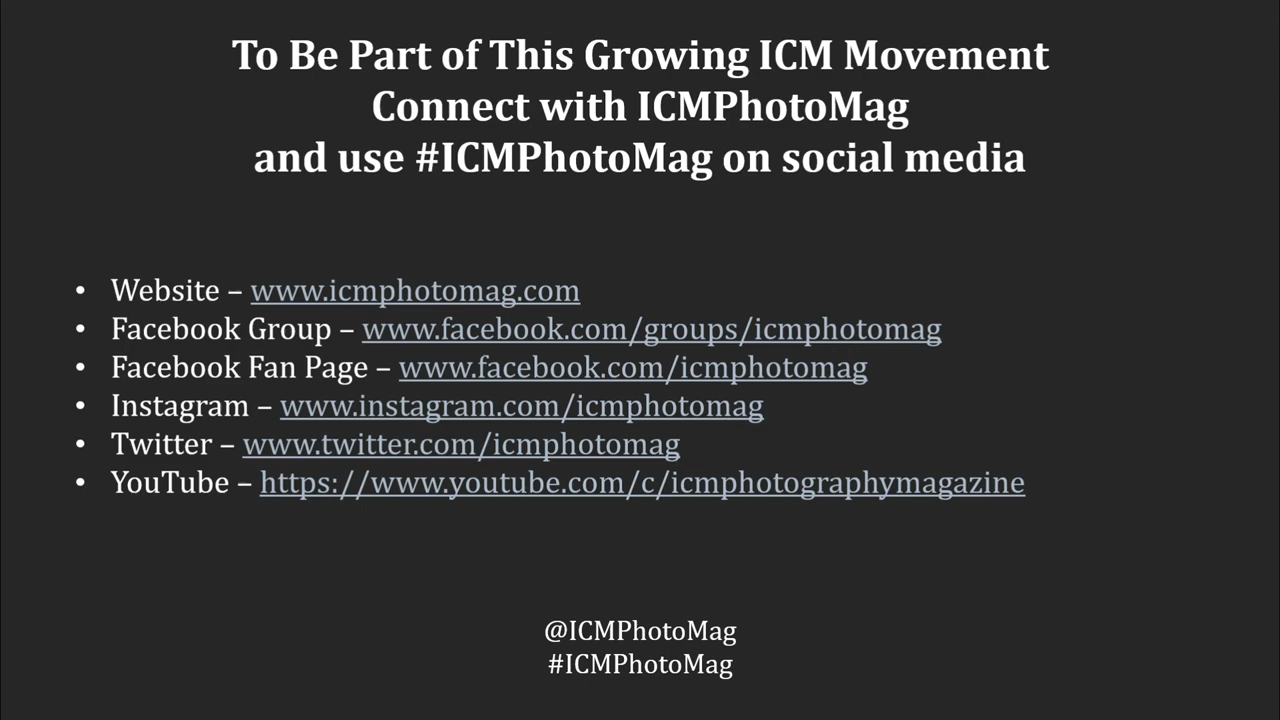 To Be Part of This Growing ICM Movement
Connect with ICMPhotoMag
and use #ICMPhotoMag on social media
• Website – www.icmphotomag.com
• Facebook Group – www.facebook.com/groups/icmphotomag
• Facebook Fan Page – www.facebook.com/icmphotomag
• Instagram – www.instagram.com/icmphotomag
• Twitter – www.twitter.com/icmphotomag
• YouTube – https://www.youtube.com/c/icmphotographymagazine
@ICMPhotoMag
#ICMPhotoMag